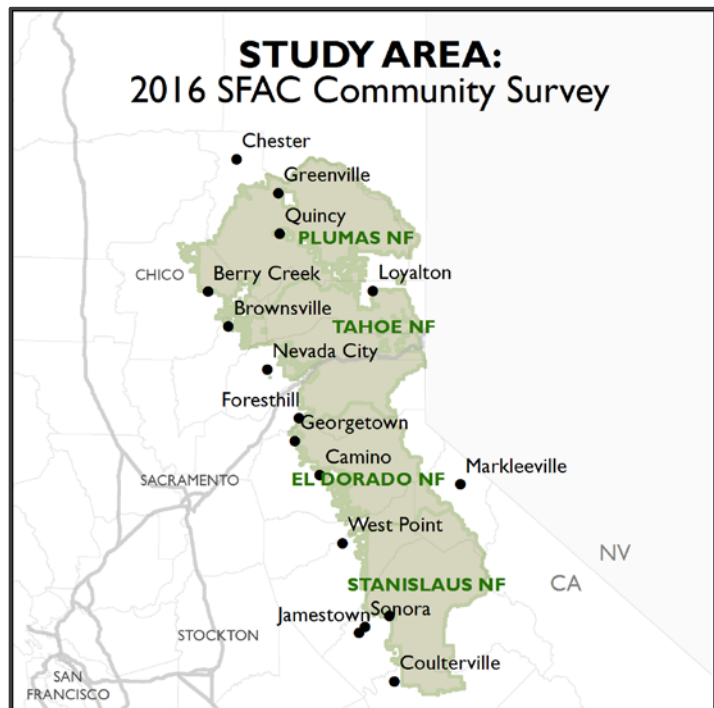 STUDY AREA:
2016 SFAC Community Survey
Chester
Greenville
Quincy
PLUMAS NF
CHICO
Berry Creek
Loyalton
Brownsville
TAHOE NF
Nevada City
Foresthill
Georgetown
Camino
Markleeville
SACRAMENTO
EL DORADO NF
West Point
NV
CA
STANISLAUS NF
Jamestown
Sonora
STOCKTON
Coulterville
SAN
FRANCISCO